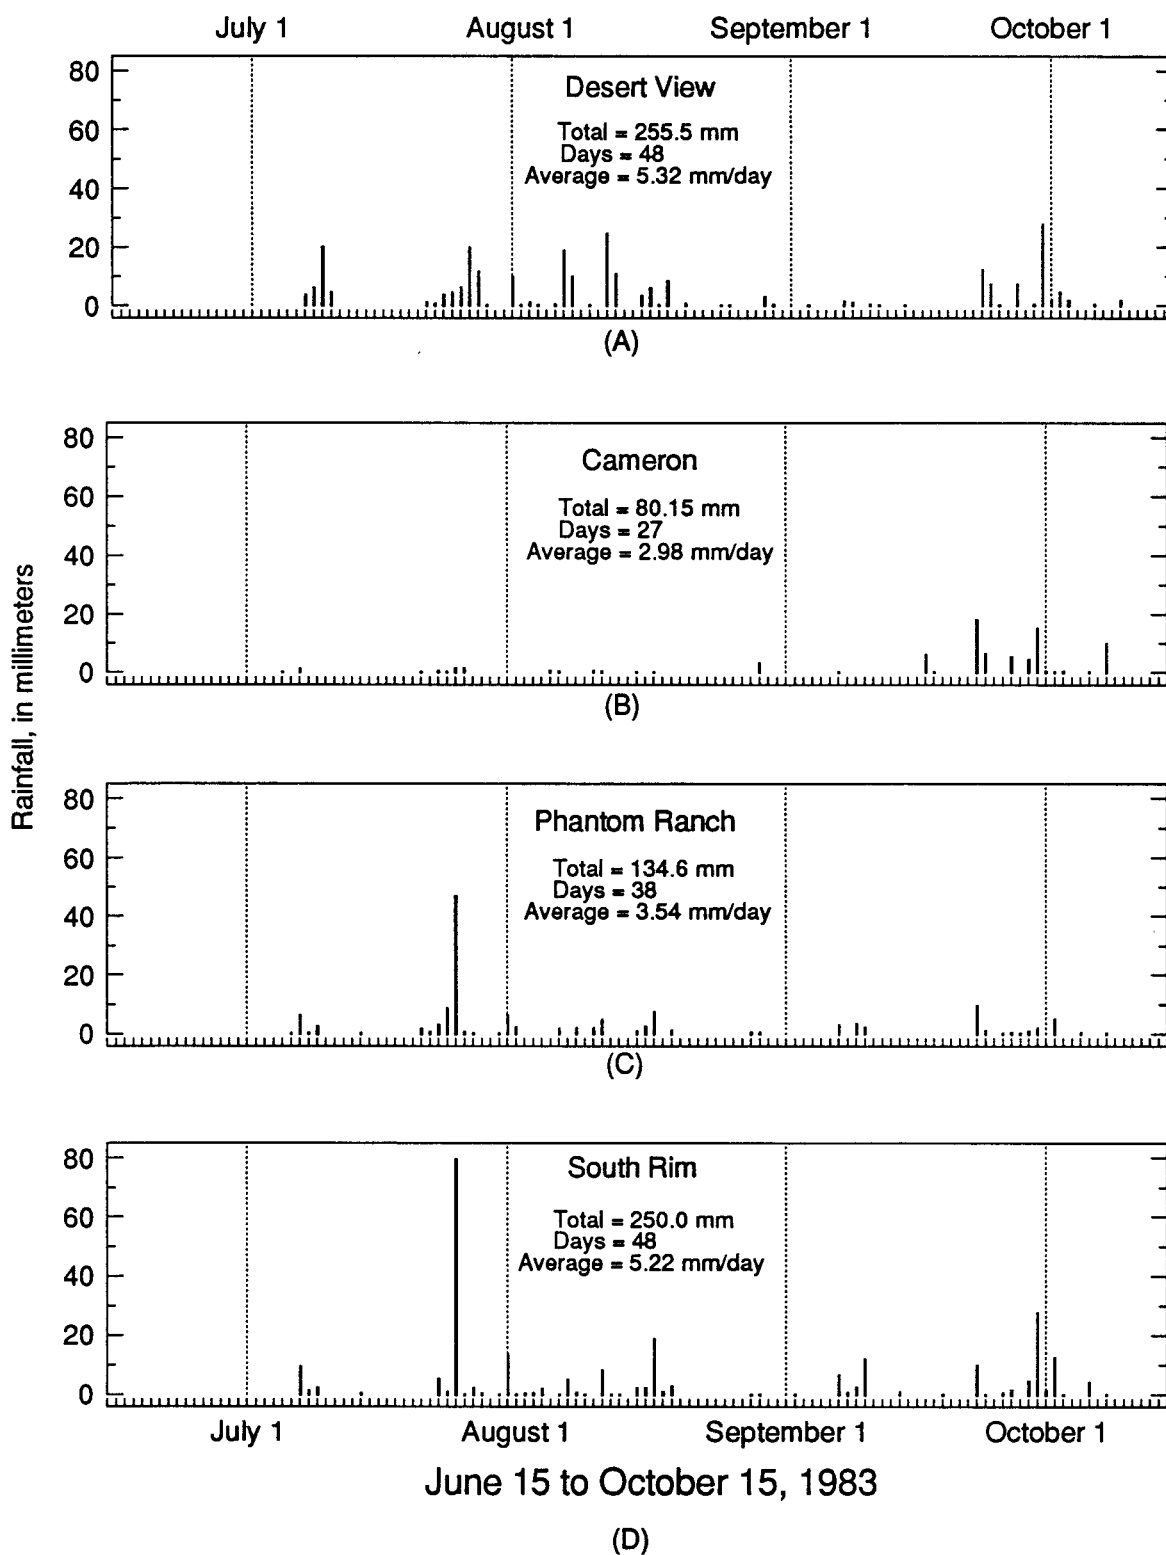 July 1 August 1 September 1 October 1
80
60
40
20
0
Desert View
Total = 255.5 mm
Days = 48
Average = 5.32 mm/day
(A)
80
60
40
20
0
Cameron
Total = 80.15 mm
Days = 27
Average = 2.98 mm/day
(B)
Rainfall, in millimeters
80
60
40
20
0
Phantom Ranch
Total = 134.6 mm
Days = 38
Average = 3.54 mm/day
(C)
80
60
40
20
0
South Rim
Total = 250.0 mm
Days = 48
Average = 5.22 mm/day
July 1 August 1 September 1 October 1
June 15 to October 15, 1983
(D)